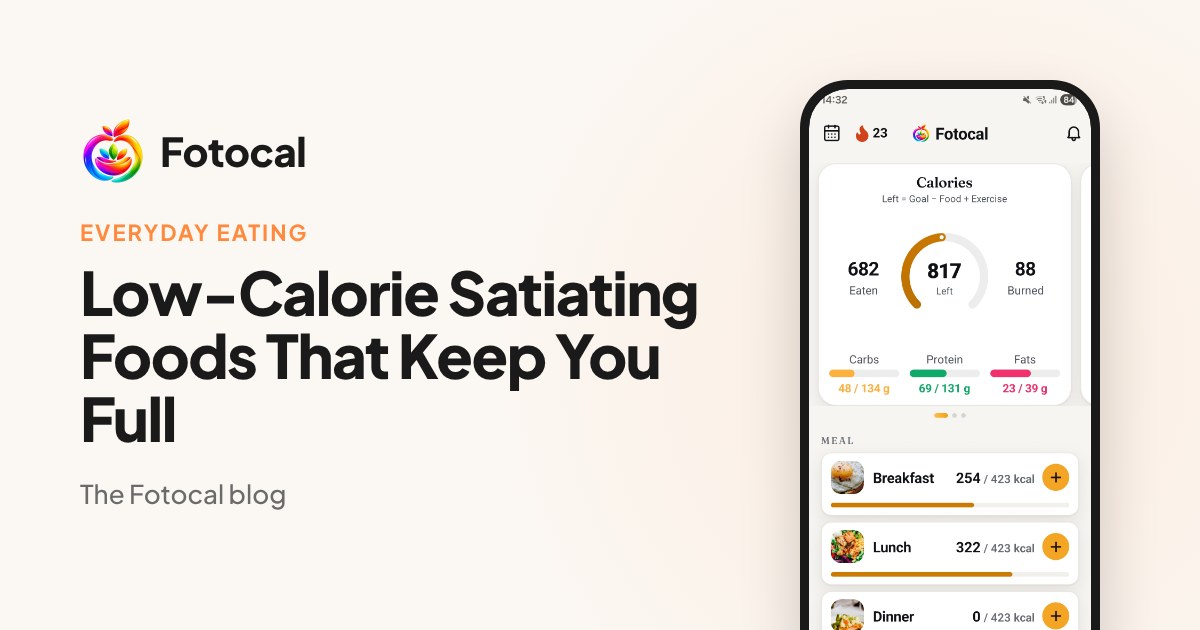 Fotocal
EVERYDAY EATING
Low-Calorie Satiating
Foods That Keep You
Full
The Fotocal blog
14:32
84
23
Fotocal
Calories
Left = Goal − Food + Exercise
682
Eaten
817
Left
88
Burned
Carbs
48 / 134 g
Protein
69 / 131 g
Fats
23 / 39 g
MEAL
Breakfast 254 / 423 kcal
Lunch 322 / 423 kcal
Dinner 0 / 423 kcal